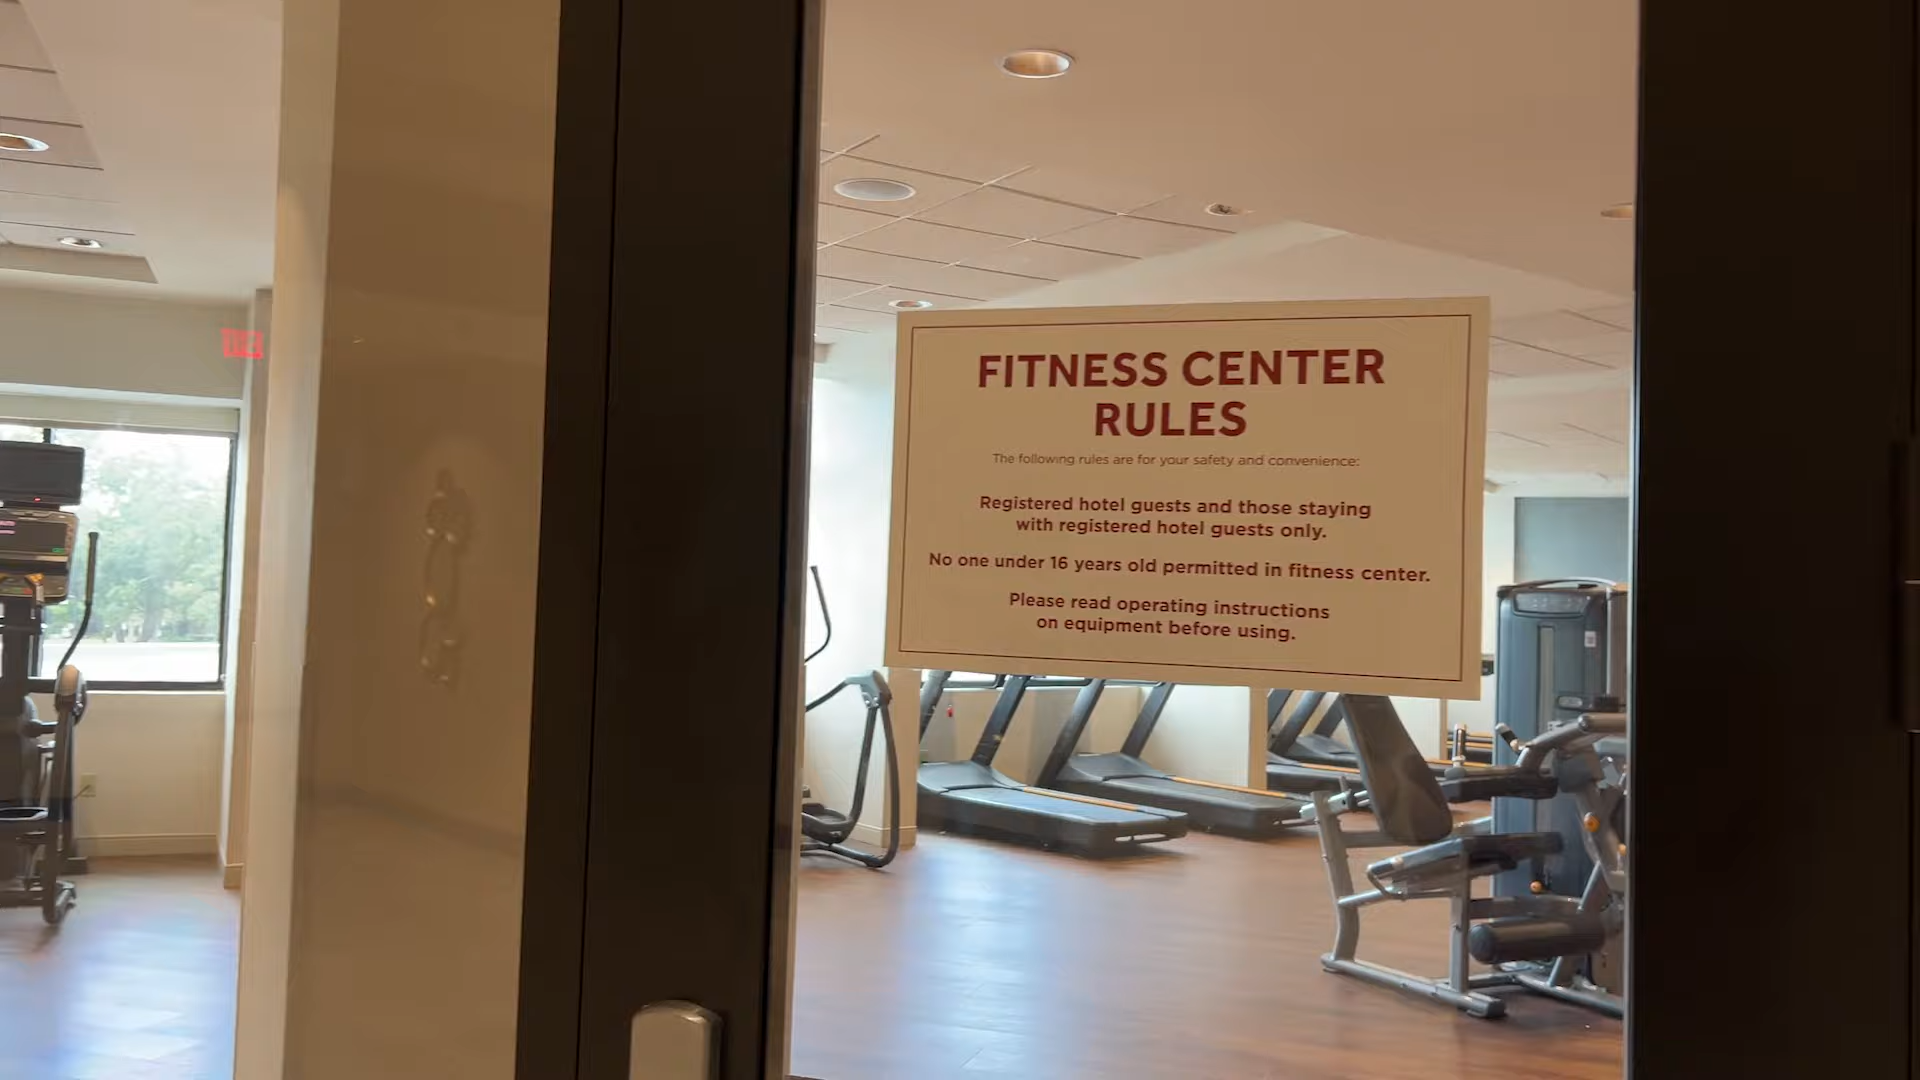 FITNESS CENTER
RULES
The following rules are for your safety and convenience:
Registered hotel guests and those staying
with registered hotel guests only.
No one under 16 years old permitted in fitness center.
Please read operating instructions
on equipment before using.